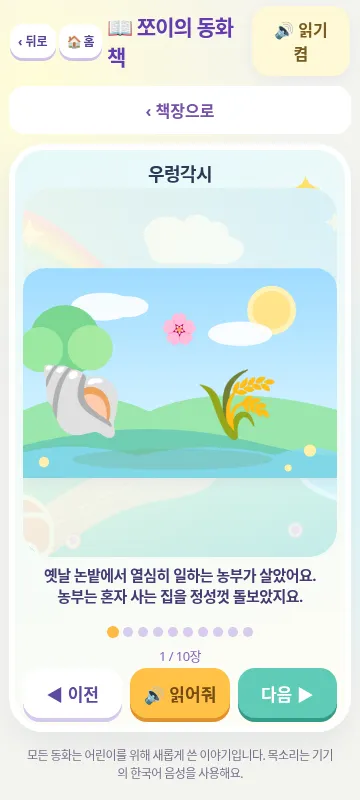 ‹ 뒤로
🏠 홈
📖 쪼이의 동화
책
🔊 읽기
켬
‹ 책장으로
우렁각시
옛날 논밭에서 열심히 일하는 농부가 살았어요.
농부는 혼자 사는 집을 정성껏 돌보았지요.
1 / 10장
◀ 이전
🔊 읽어줘
다음 ▶
모든 동화는 어린이를 위해 새롭게 쓴 이야기입니다. 목소리는 기기
의 한국어 음성을 사용해요.